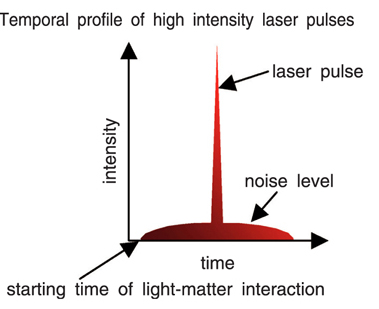 Temporal profile of high intensity laser pulses
laser pulse
intensity
noise level
time
starting time of light-matter interaction